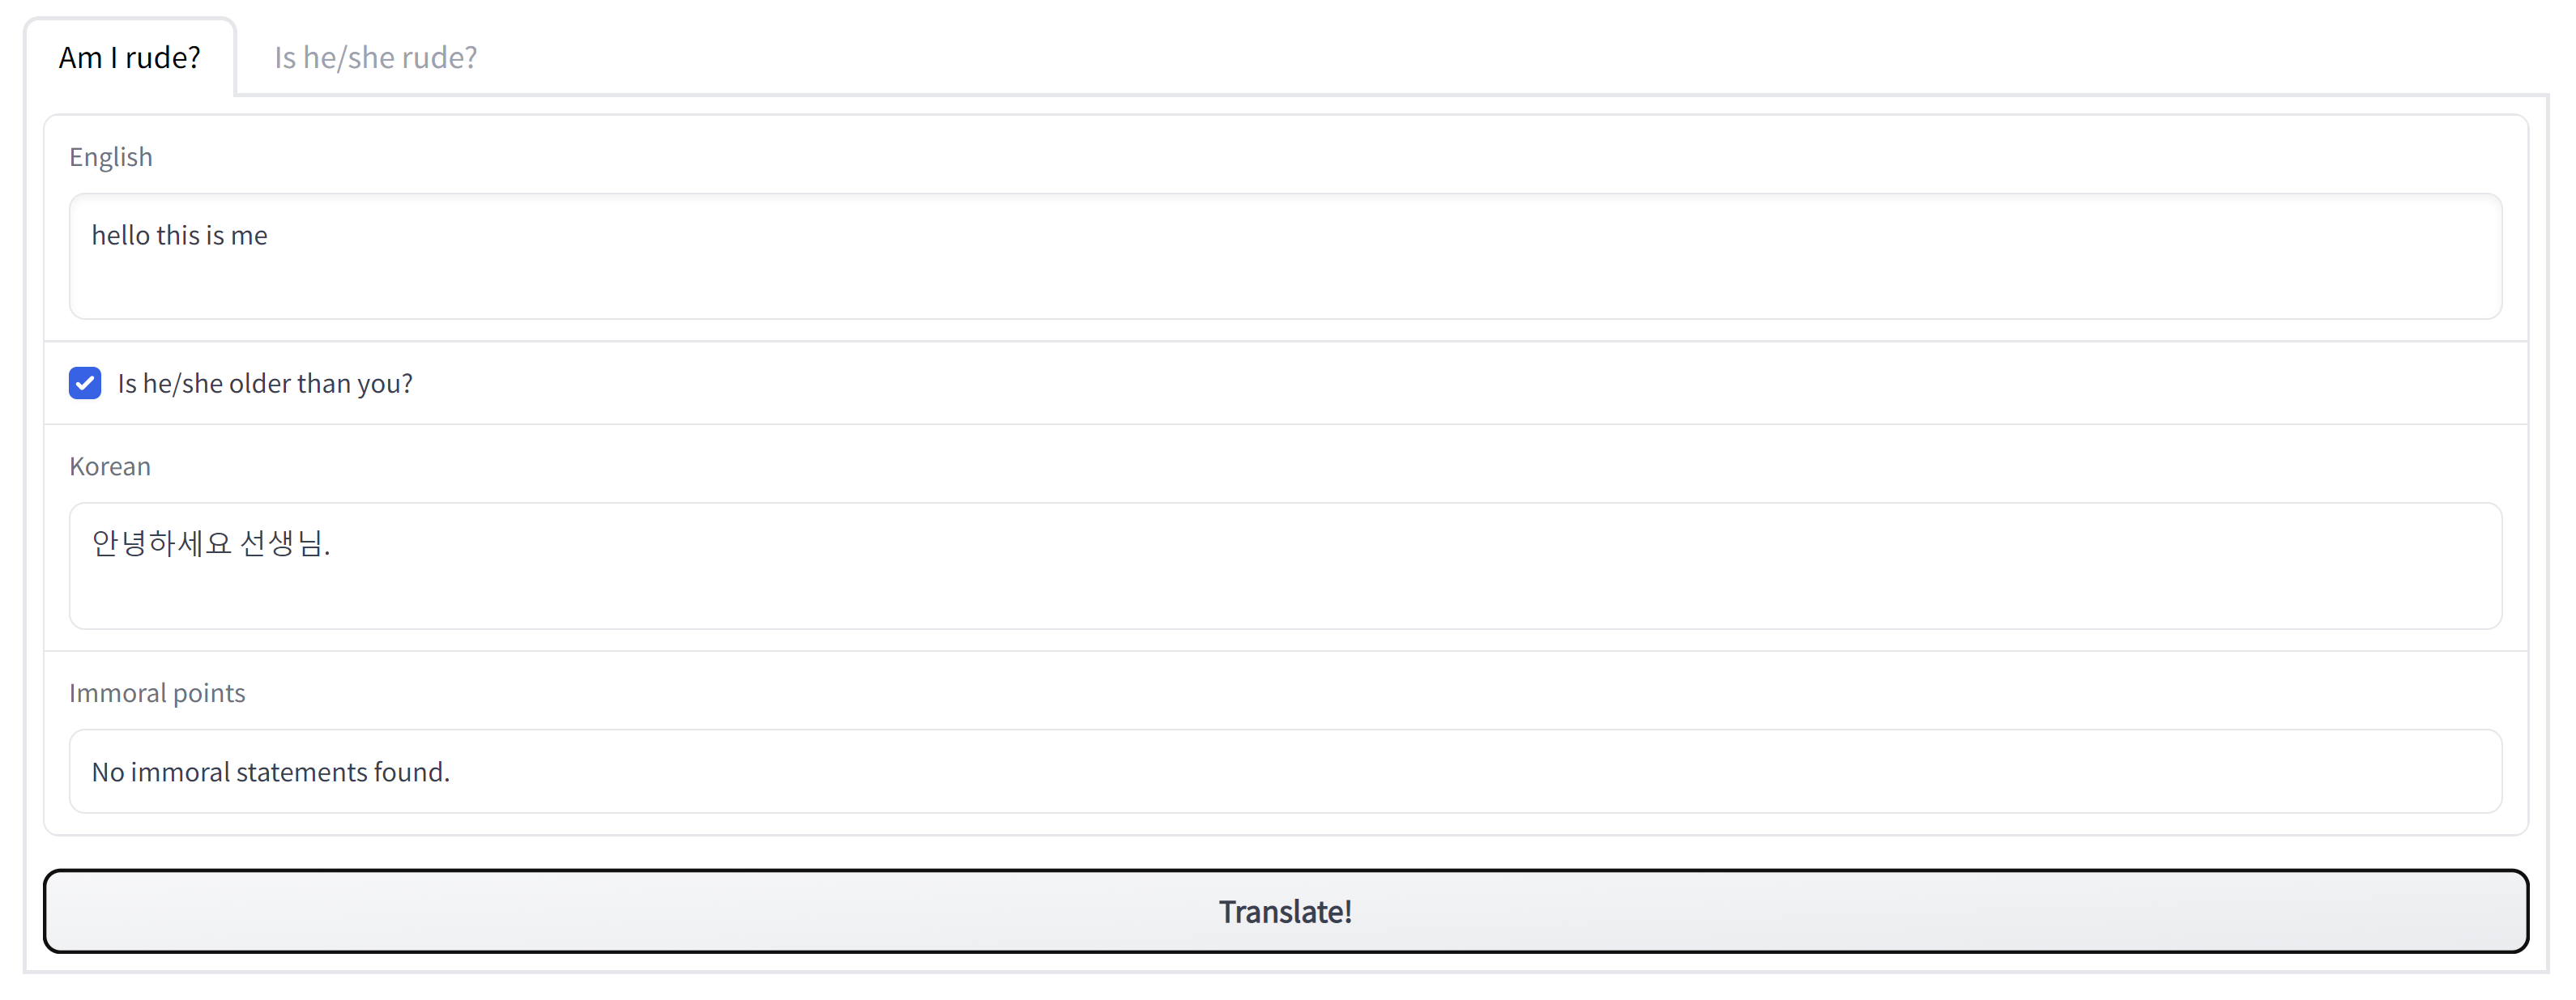 Am I rude?
Is he/she rude?
English
hello this is me
Is he/she older than you?
Korean
안녕하세요 선생님.
Immoral points
No immoral statements found.
Translate!